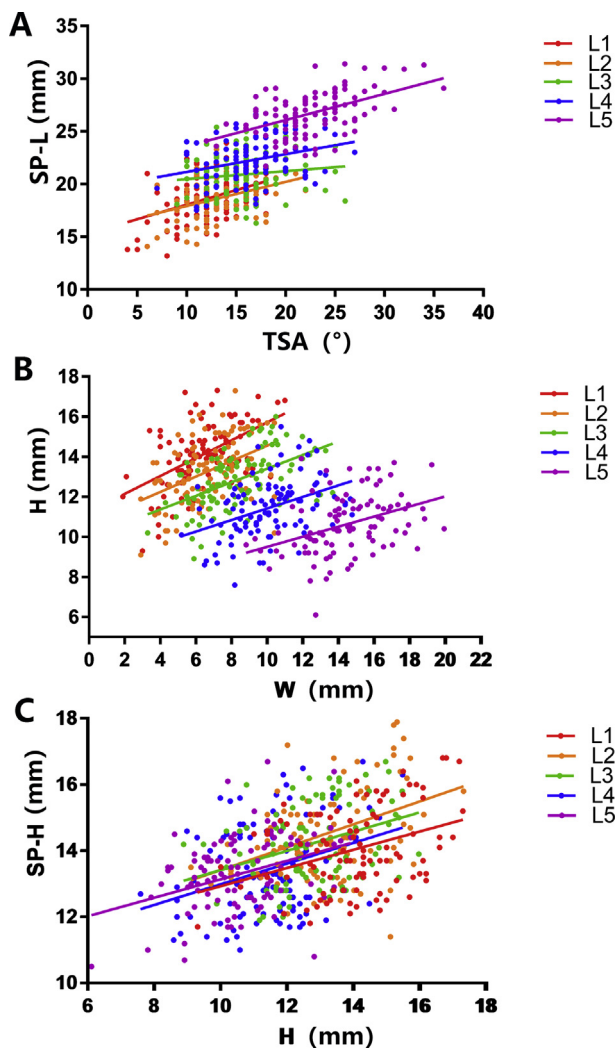 A
SP-L (mm)
35
30
25
20
15
10
0 5 10 15 20 25 30 35 40
TSA (°)
L1
L2
L3
L4
L5
B
H (mm)
18
16
14
12
10
8
6
0 2 4 6 8 10 12 14 16 18 20 22
W (mm)
L1
L2
L3
L4
L5
C
SP-H (mm)
18
16
14
12
10
6 8 10 12 14 16 18
H (mm)
L1
L2
L3
L4
L5